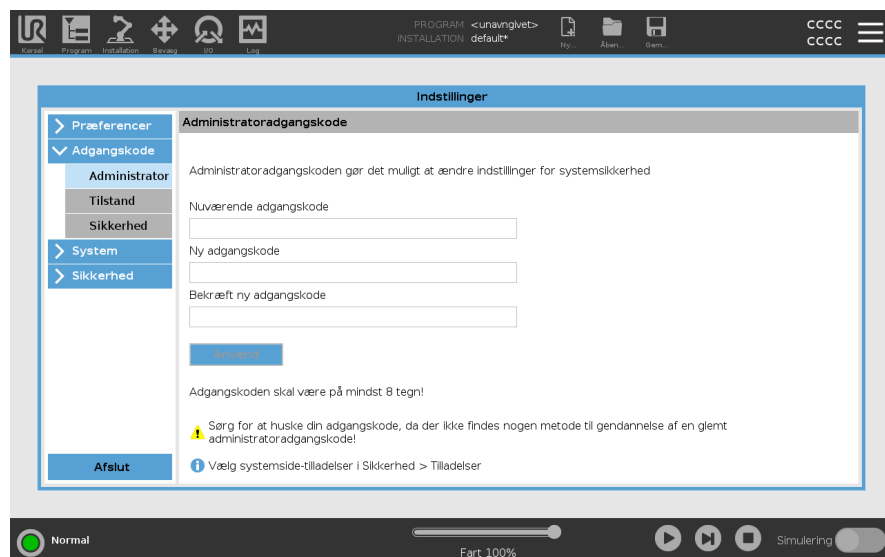 PROGRAM <unavngivet>
INSTALLATION default*
CCCC
CCCC
Kørsel Program Installation Bevæg I/O Log Ny... Åben... Gem...
Indstillinger
Præferencer
Adgangskode
Administrator
Tilstand
Sikkerhed
System
Sikkerhed
Afslut
Administratoradgangskode
Administratoradgangskoden gør det muligt at ændre indstillinger for systemsikkerhed
Nuværende adgangskode
Ny adgangskode
Bekræft ny adgangskode
Anvend
Adgangskoden skal være på mindst 8 tegn!
Sørg for at huske din adgangskode, da der ikke findes nogen metode til gendannelse af en glemt
administratoradgangskode!
Vælg systemside-tilladelser i Sikkerhed > Tilladelser
Normal
Fart 100%
Simulering